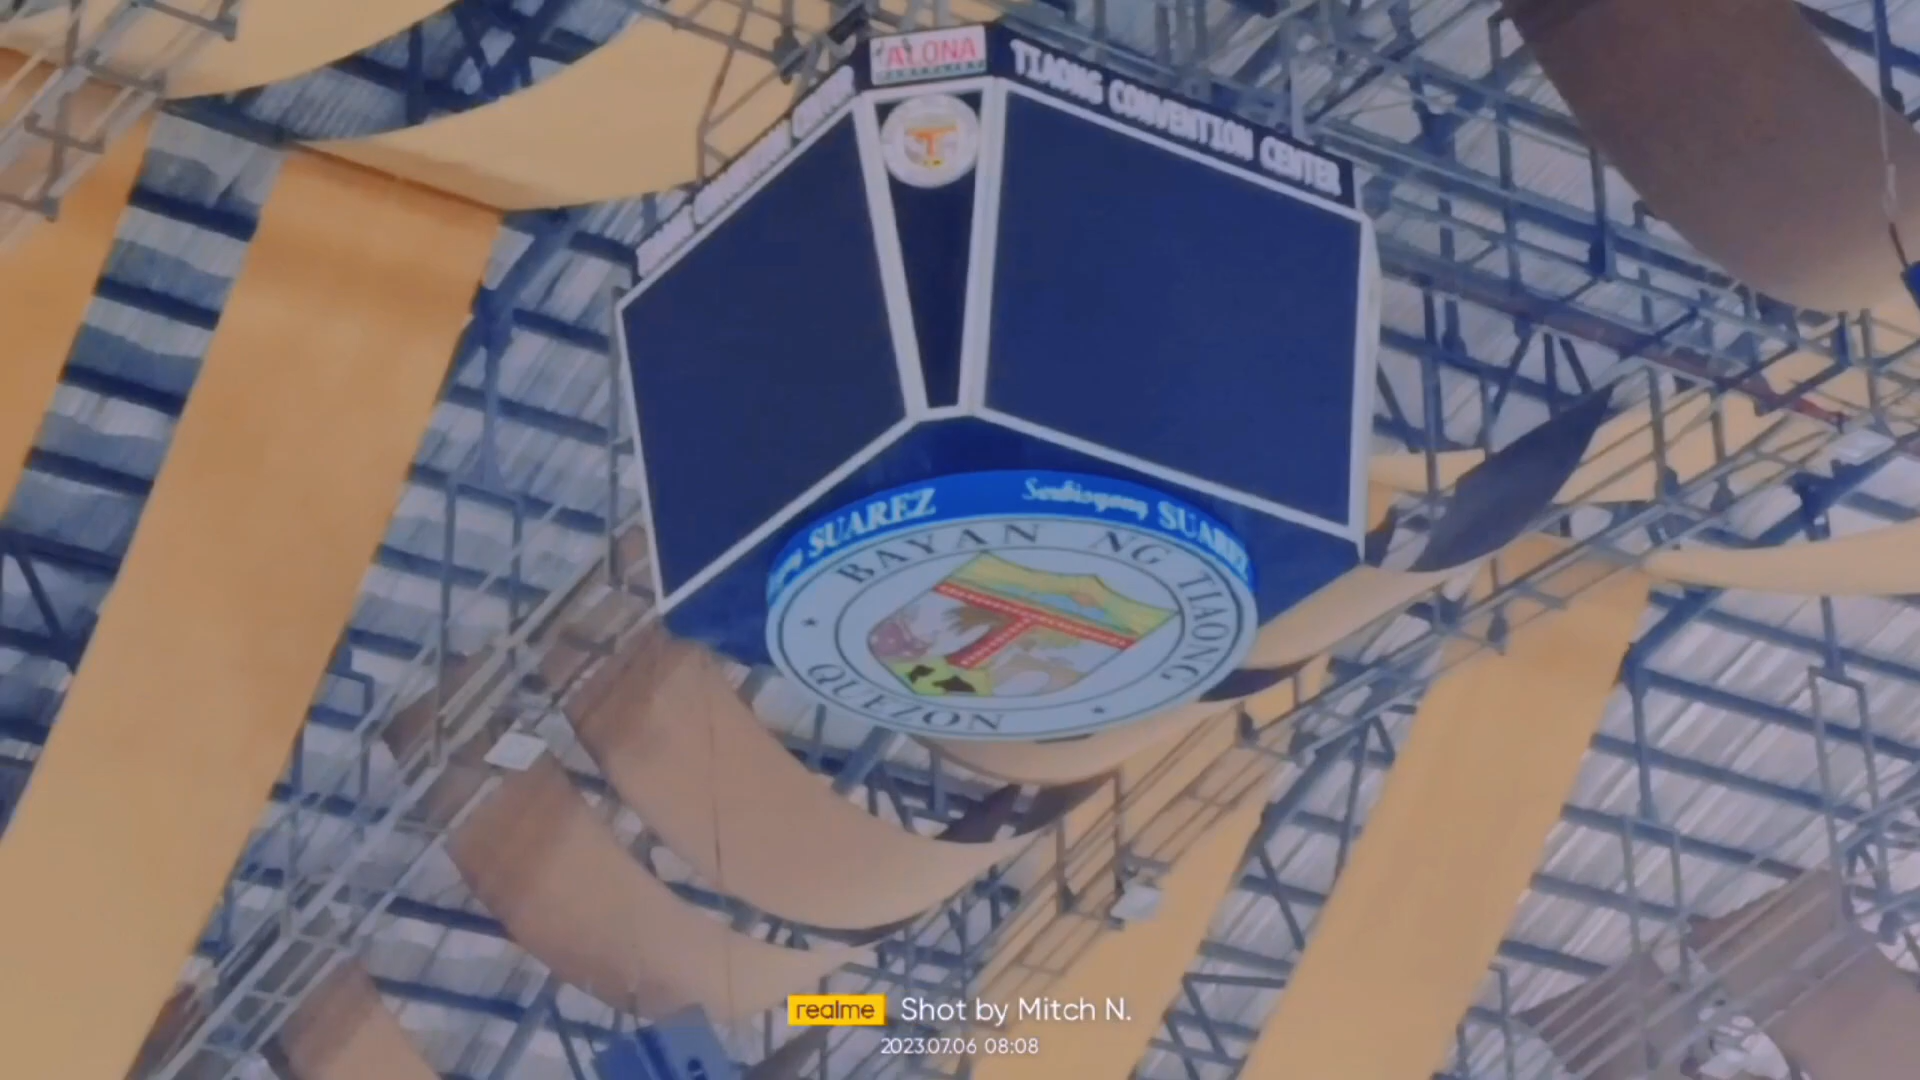 ALONA
TIAONG CONVENTION CENTER
TIAONG CONVENTION CENTER
SUAREZ
Serbisyong SUAREZ
BAYAN NG TIAONG
QUEZON
realme Shot by Mitch N.
2023.07.06 08:08